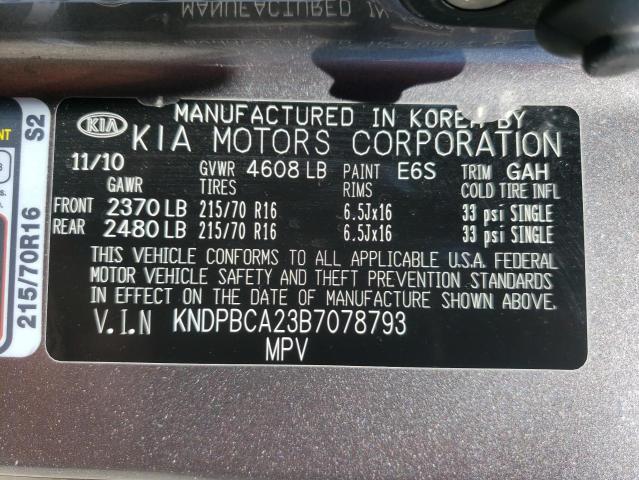 MANUFACTURED
MANUFACTURED IN KOREA BY
KIA KIA MOTORS CORPORATION
11/10 GVWR 4608 LB PAINT E6S TRIM GAH
GAWR TIRES RIMS COLD TIRE INFL
FRONT 2370 LB 215/70 R16 6.5Jx16 33 psi SINGLE
REAR 2480 LB 215/70 R16 6.5Jx16 33 psi SINGLE
THIS VEHICLE CONFORMS TO ALL APPLICABLE U.S.A. FEDERAL
MOTOR VEHICLE SAFETY AND THEFT PREVENTION STANDARDS
IN EFFECT ON THE DATE OF MANUFACTURE SHOWN ABOVE.
V.I.N KNDPBCA23B7078793
MPV
215/70R16 S2